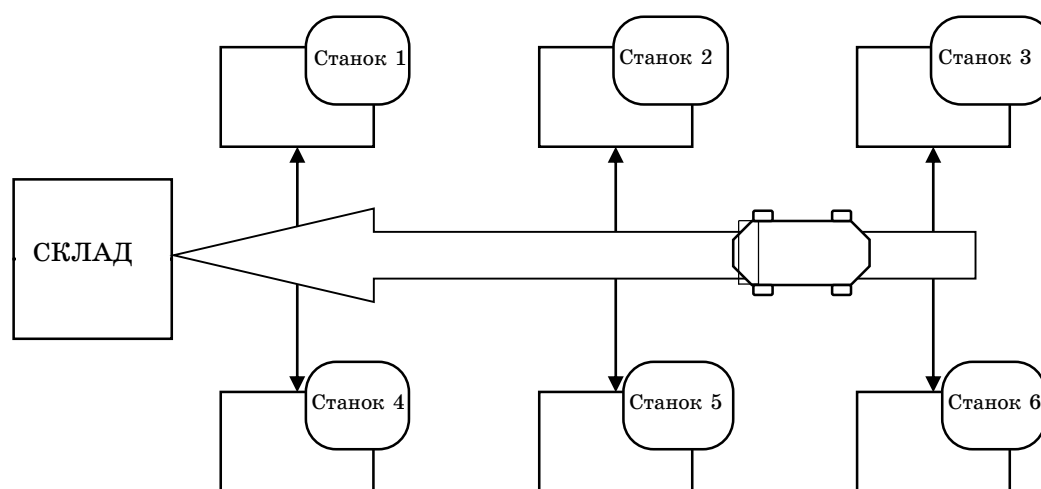 Станок 1
Станок 2
Станок 3
СКЛАД
Станок 4
Станок 5
Станок 6